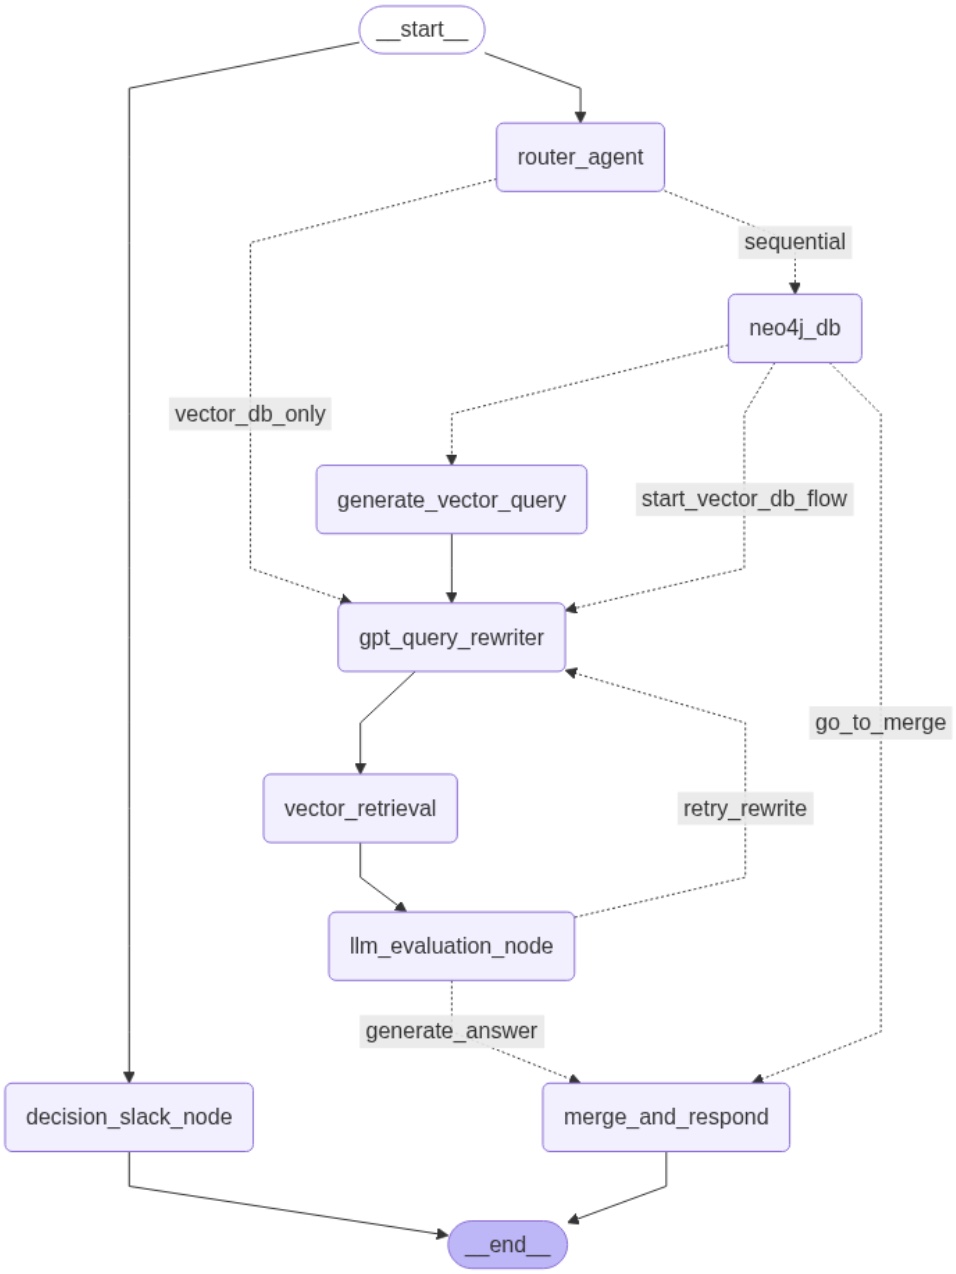 __start__
router_agent
sequential
neo4j_db
vector_db_only
generate_vector_query
start_vector_db_flow
gpt_query_rewriter
go_to_merge
vector_retrieval
retry_rewrite
llm_evaluation_node
generate_answer
decision_slack_node
merge_and_respond
__end__